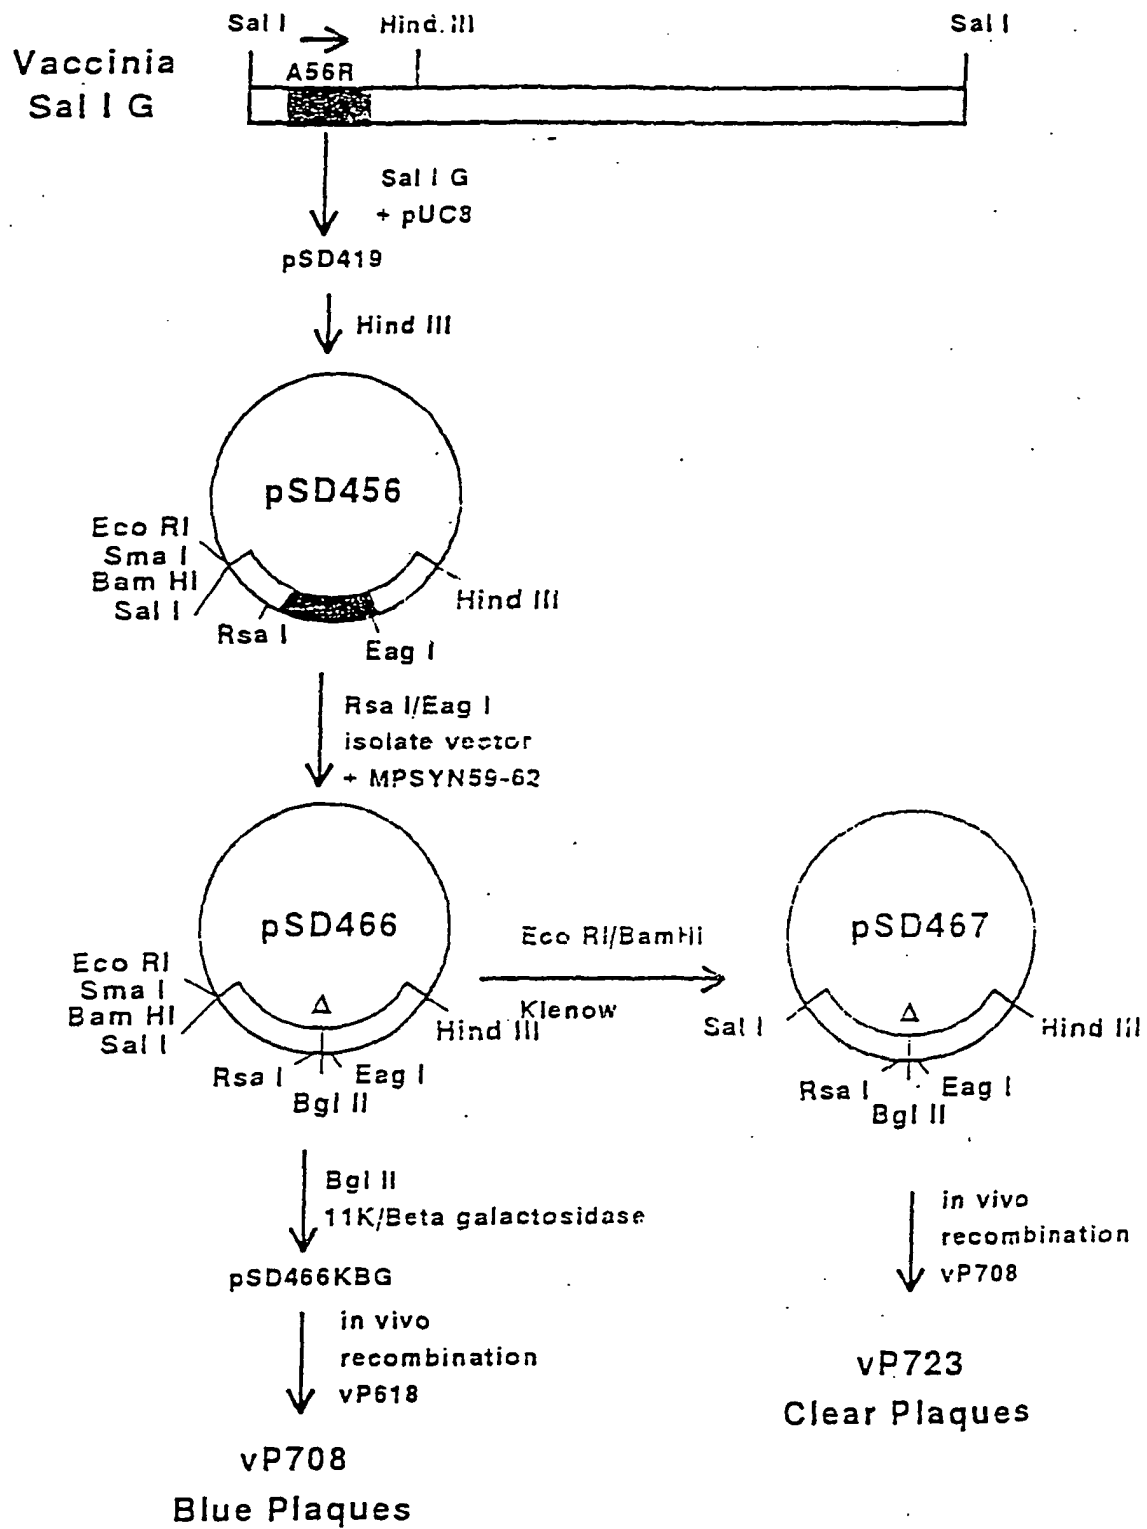 Sal I
Hind III
Sal I
Vaccinia
Sal I G
A56R
Sal I G
+ pUC8
pSD419
Hind III
pSD456
Eco RI
Sma I
Bam HI
Sal I
Rsa I
Eag I
Hind III
Rsa I/Eag I
isolate vector
+ MPSYN59-62
pSD466
Eco RI
Sma I
Bam HI
Sal I
Δ
Hind III
Rsa I
Eag I
Bgl II
Eco RI/BamHI
Klenow
pSD467
Sal I
Δ
Hind III
Rsa I
Eag I
Bgl II
Bgl II
11K/Beta galactosidase
pSD466KBG
in vivo
recombination
vP618
vP708
Blue Plaques
in vivo
recombination
vP708
vP723
Clear Plaques